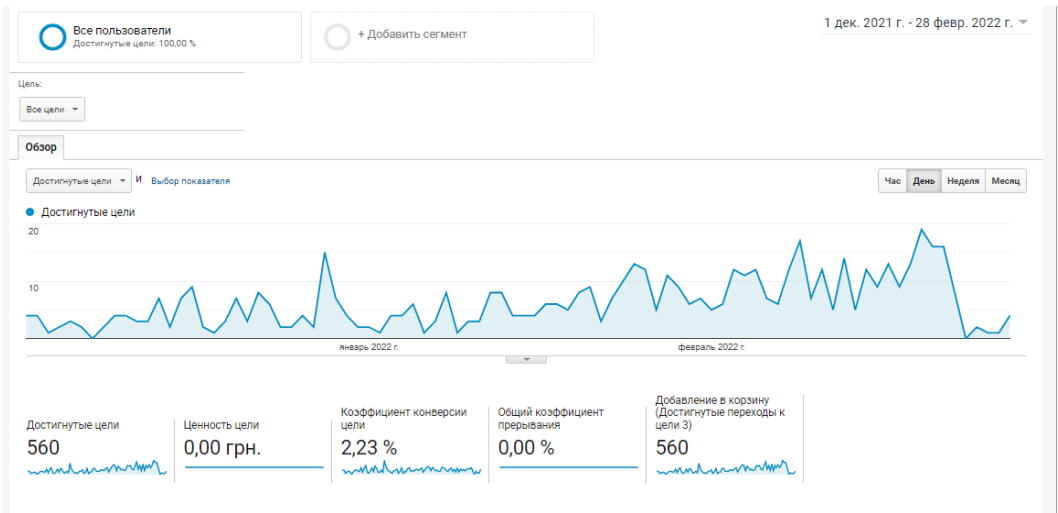 Все пользователи
Достигнутые цели: 100,00 %
+ Добавить сегмент
1 дек. 2021 г. - 28 февр. 2022 г.
Цель:
Все цели
Обзор
Достигнутые цели
и
Выбор показателя
Час
День
Неделя
Месяц
Достигнутые цели
20
10
январь 2022 г.
февраль 2022 г.
Достигнутые цели
560
Ценность цели
0,00 грн.
Коэффициент конверсии
цели
2,23 %
Общий коэффициент
прерывания
0,00 %
Добавление в корзину
(Достигнутые переходы к
цели 3)
560